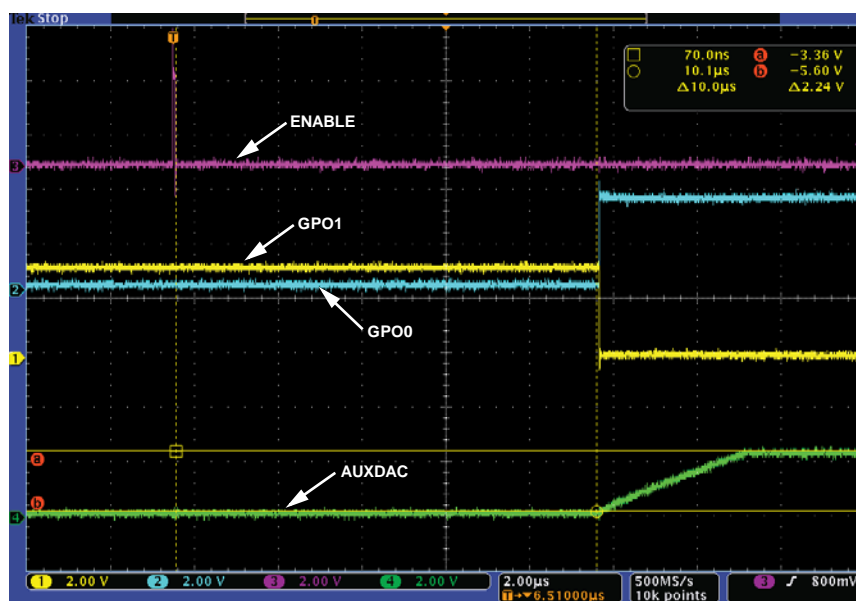 Tek Stop
T
70.0ns a -3.36 V
10.1µs b -5.60 V
Δ10.0µs Δ2.24 V
ENABLE
3
GPO1
2
GPO0
1
a
AUXDAC
b
4
1 2.00 V 2 2.00 V 3 2.00 V 4 2.00 V
2.00µs
T→▼6.51000µs
500MS/s
10k points
3 ∫ 800mV